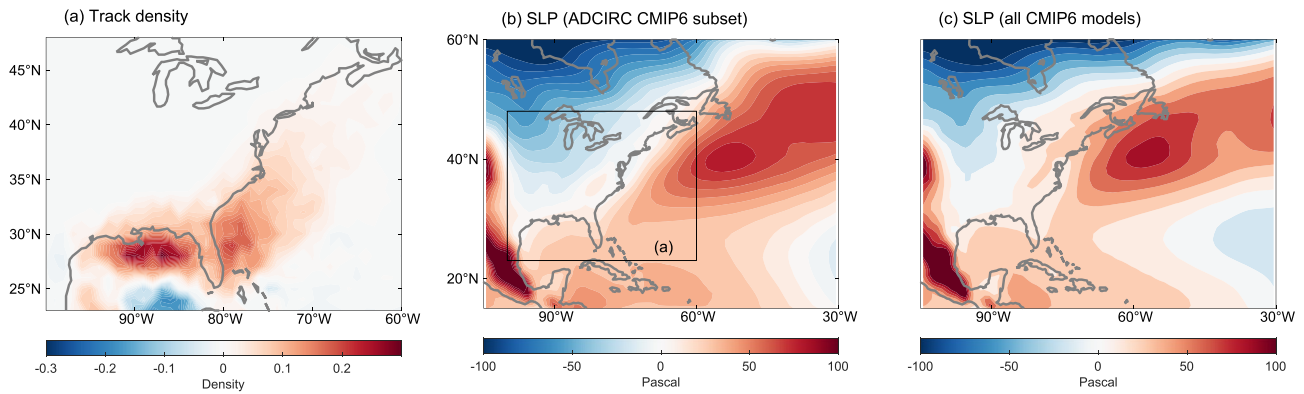 (a) Track density
45°N
40°N
35°N
30°N
25°N
90°W 80°W 70°W 60°W
-0.3 -0.2 -0.1 0 0.1 0.2
Density
(b) SLP (ADCIRC CMIP6 subset)
60°N
40°N
20°N
(a)
90°W 60°W 30°W
-100 -50 0 50 100
Pascal
(c) SLP (all CMIP6 models)
90°W 60°W 30°W
-100 -50 0 50 100
Pascal